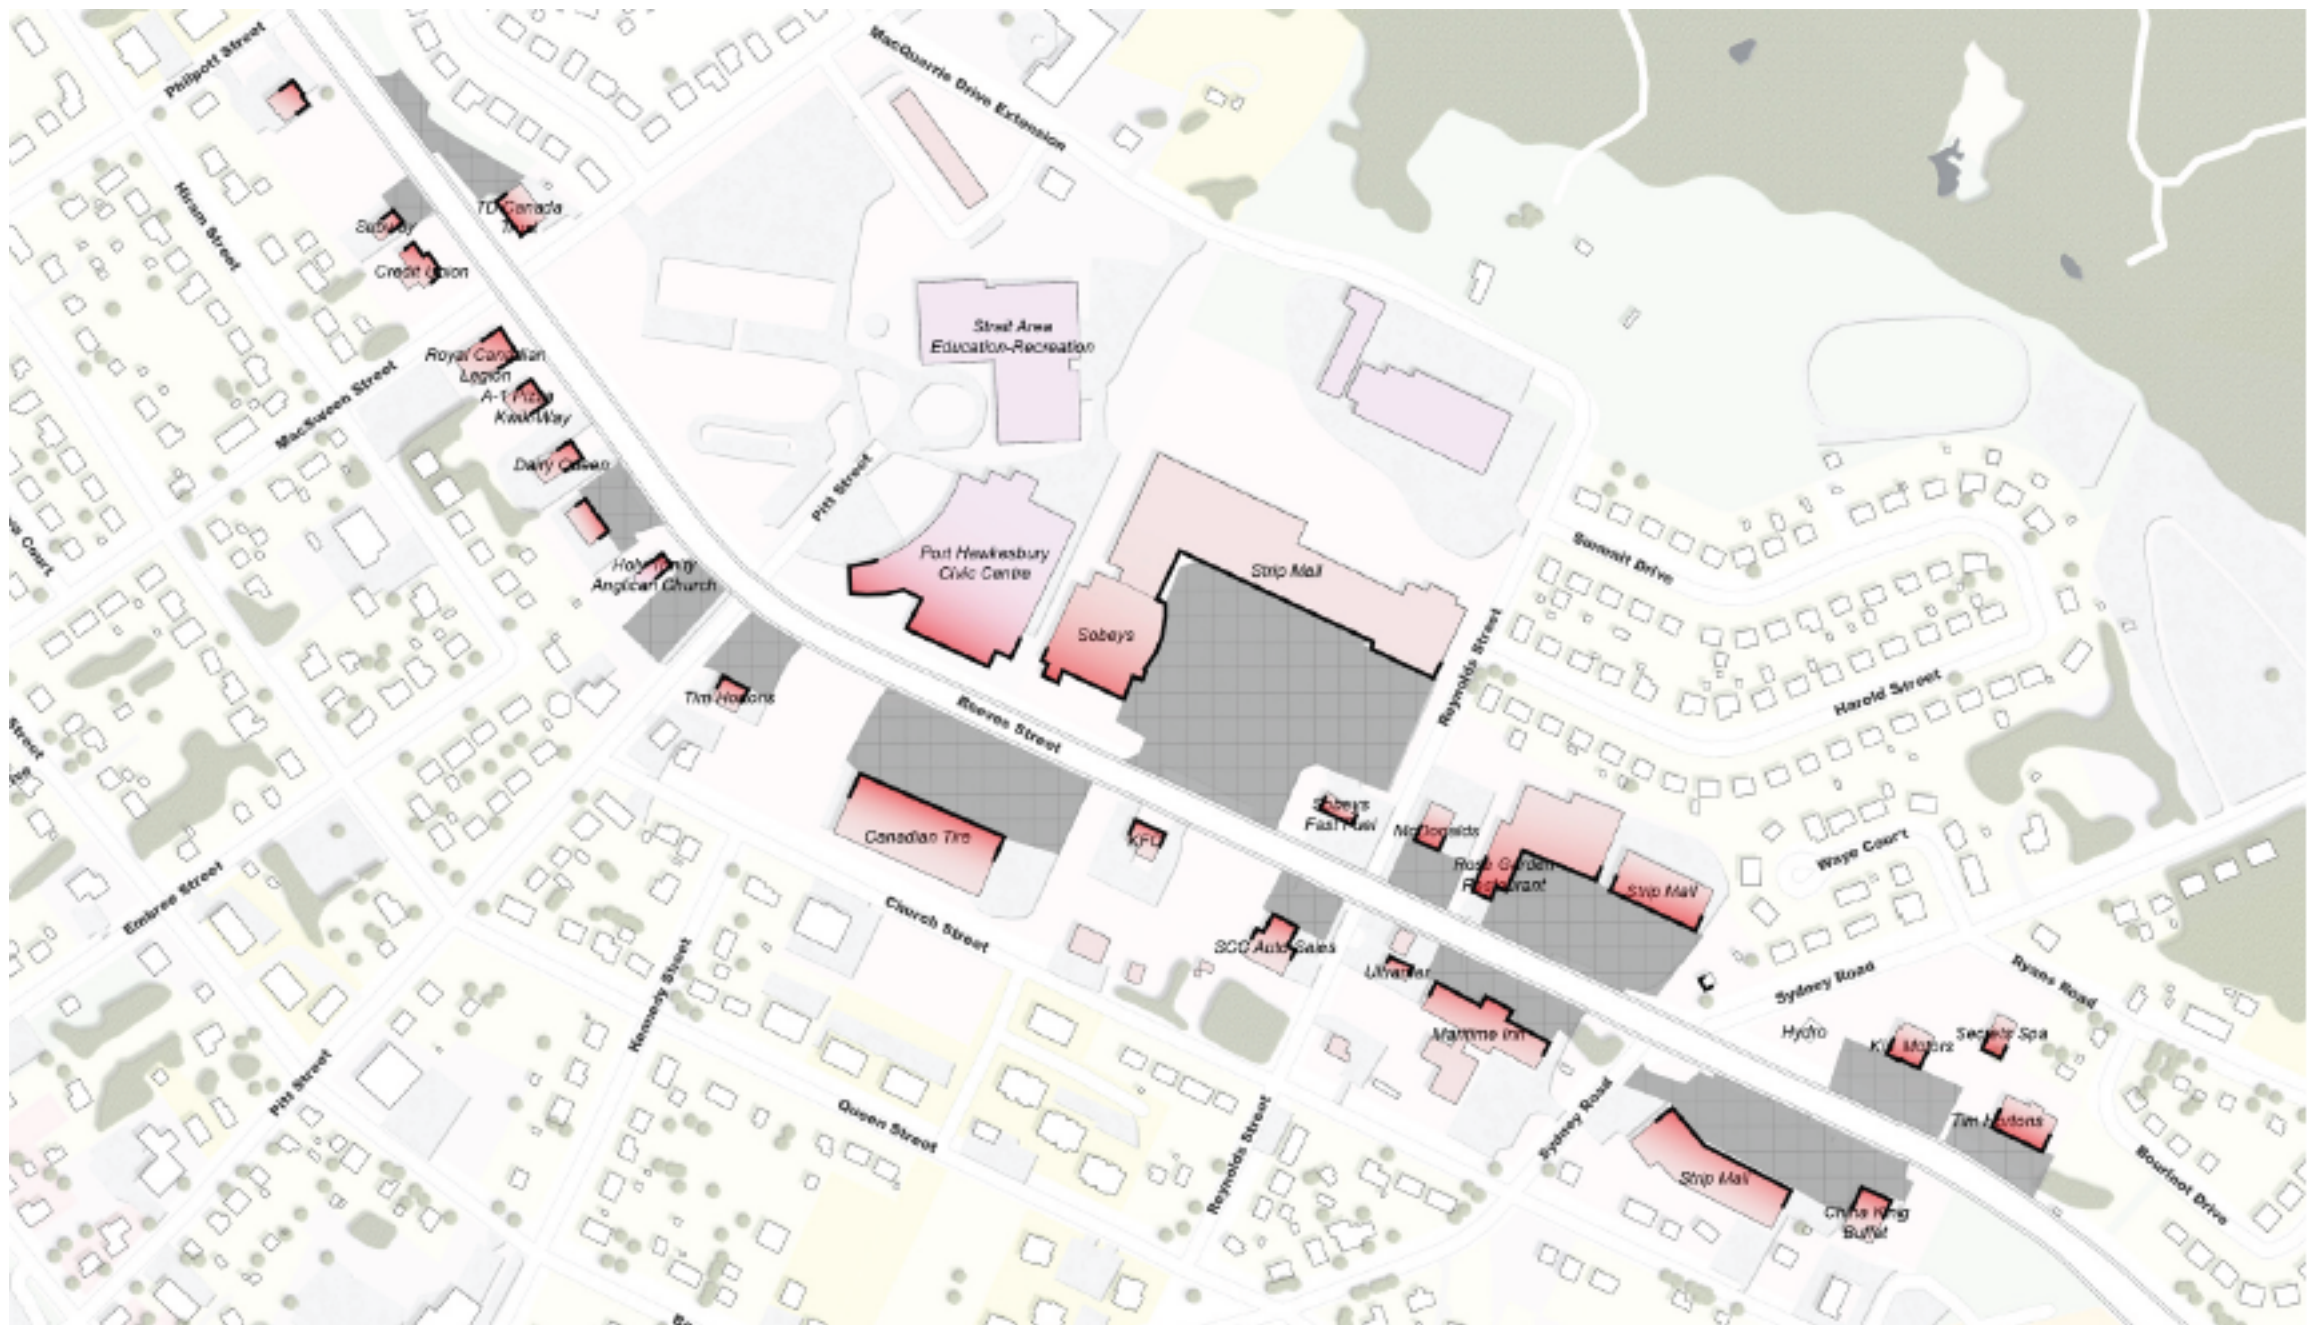 Philpott Street
MacQuarrie Drive Extension
Hiram Street
TD Canada
Trust
Subway
Credit Union
Royal Canadian
Legion
A-1 Pizza
KwikWay
MacSween Street
Dairy Queen
Strait Area
Education-Recreation
Pitt Street
Holy Trinity
Anglican Church
Port Hawkesbury
Civic Centre
Strip Mall
Sobeys
Summit Drive
Court
Reynolds Street
Harold Street
Tim Hortons
Reeves Street
Street
Canadian Tire
KFC
Sobeys
Fast Fuel
McDonalds
Rose Garden
Restaurant
Strip Mall
Waye Court
Embree Street
Church Street
SCG Auto Sales
Ultramar
Maritime Inn
Sydney Road
Ryans Road
Hydro
Kia Motors
Secrets Spa
Kennedy Street
Pitt Street
Queen Street
Reynolds Street
Sydney Road
Tim Hortons
Strip Mall
China King
Buffet
Bourinot Drive